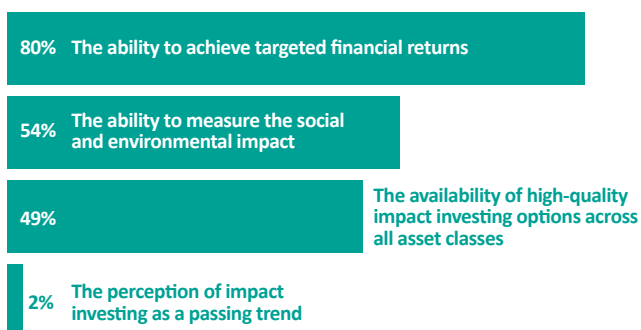 80% The ability to achieve targeted financial returns
The ability to measure the social
54% and environmental impact
The availability of high-quality
49% impact investing options across
all asset classes
2% The perception of impact
investing as a passing trend